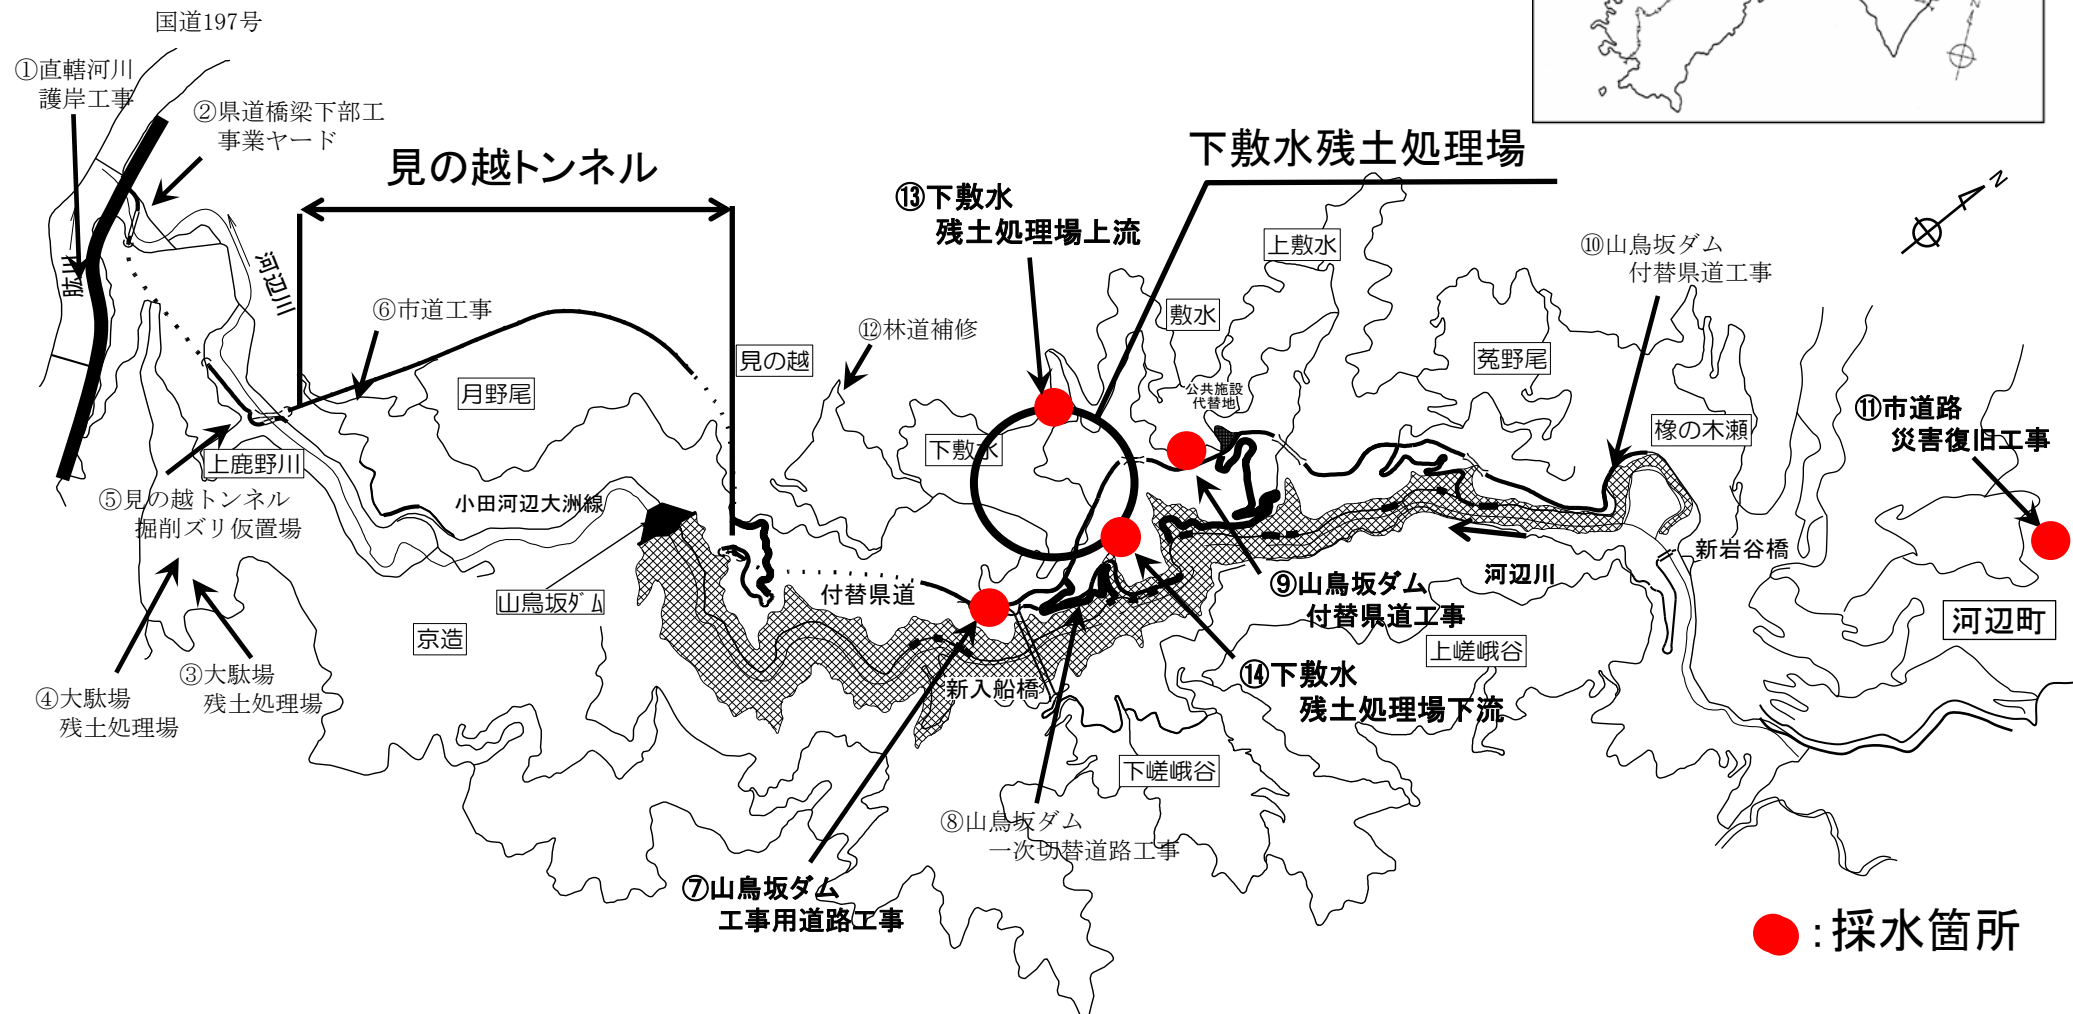 国道197号
①直轄河川
護岸工事
②県道橋梁下部工
事業ヤード
見の越トンネル
下敷水残土処理場
⑬下敷水
残土処理場上流
上敷水
⑩山鳥坂ダム
付替県道工事
N
肱川
河辺川
⑥市道工事
⑫林道補修
敷水
見の越
菟野尾
月野尾
公共施設
代替地
橡の木瀬
⑪市道路
災害復旧工事
下敷水
上鹿野川
⑤見の越トンネル
掘削ズリ仮置場
小田河辺大洲線
新岩谷橋
河辺川
⑨山鳥坂ダム
付替県道工事
付替県道
山鳥坂ダム
京造
河辺町
上嵯峨谷
③大駄場
残土処理場
④大駄場
残土処理場
新入船橋
⑭下敷水
残土処理場下流
下嵯峨谷
⑧山鳥坂ダム
一次切替道路工事
⑦山鳥坂ダム
工事用道路工事
:採水箇所